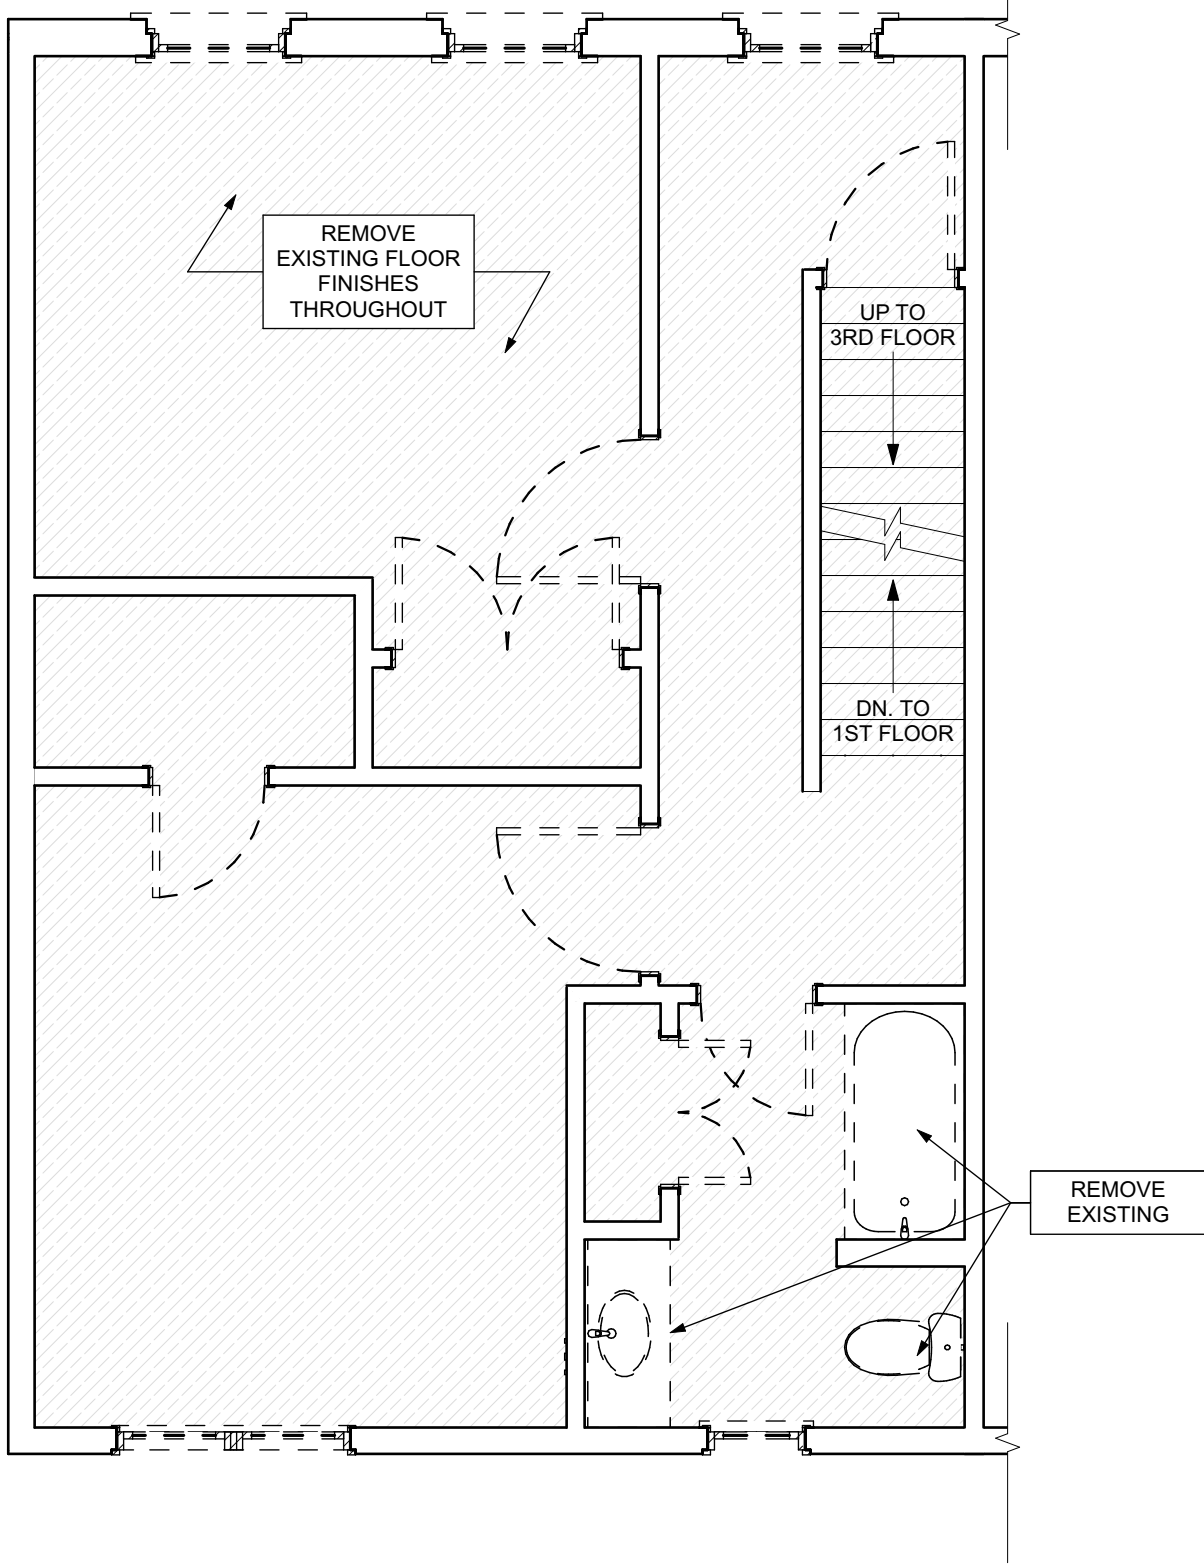 REMOVE
EXISTING FLOOR
FINISHES
THROUGHOUT
UP TO
3RD FLOOR
DN. TO
1ST FLOOR
REMOVE
EXISTING